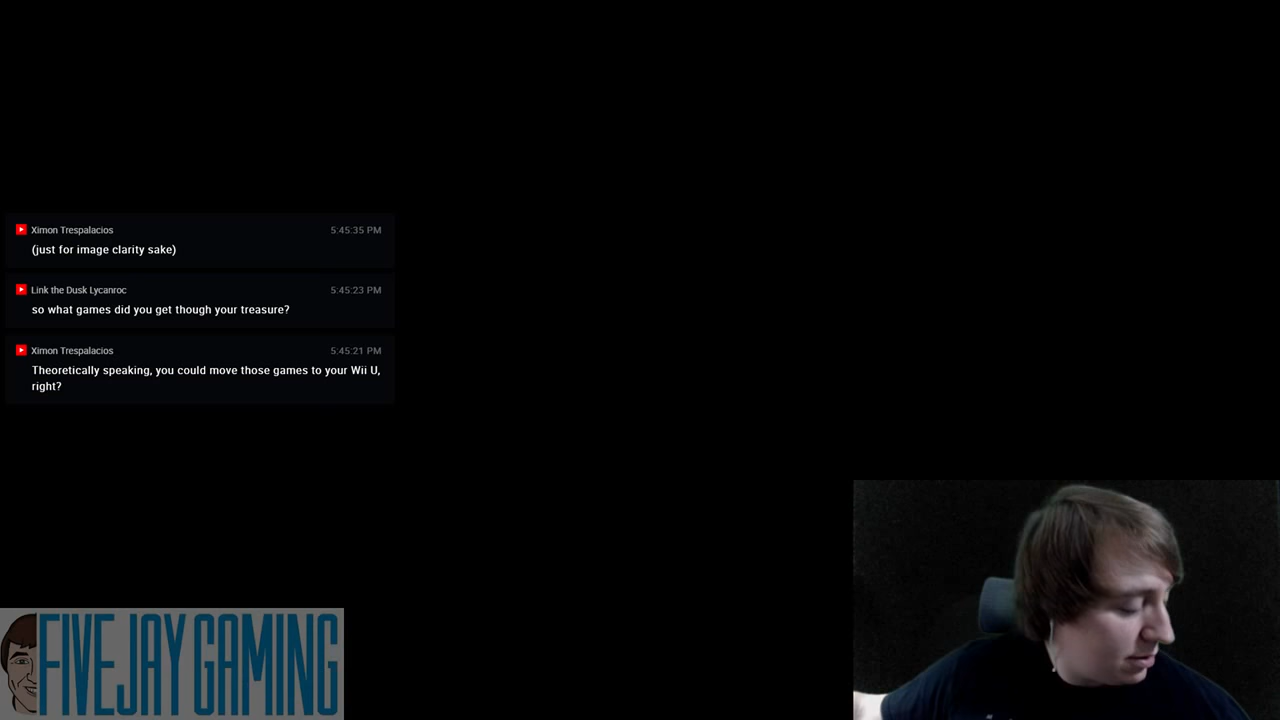 Ximon Trespalacios 5:45:35 PM
(just for image clarity sake)
Link the Dusk Lycanroc 5:45:23 PM
so what games did you get though your treasure?
Ximon Trespalacios 5:45:21 PM
Theoretically speaking, you could move those games to your Wii U,
right?
FIVEJAYGAMING